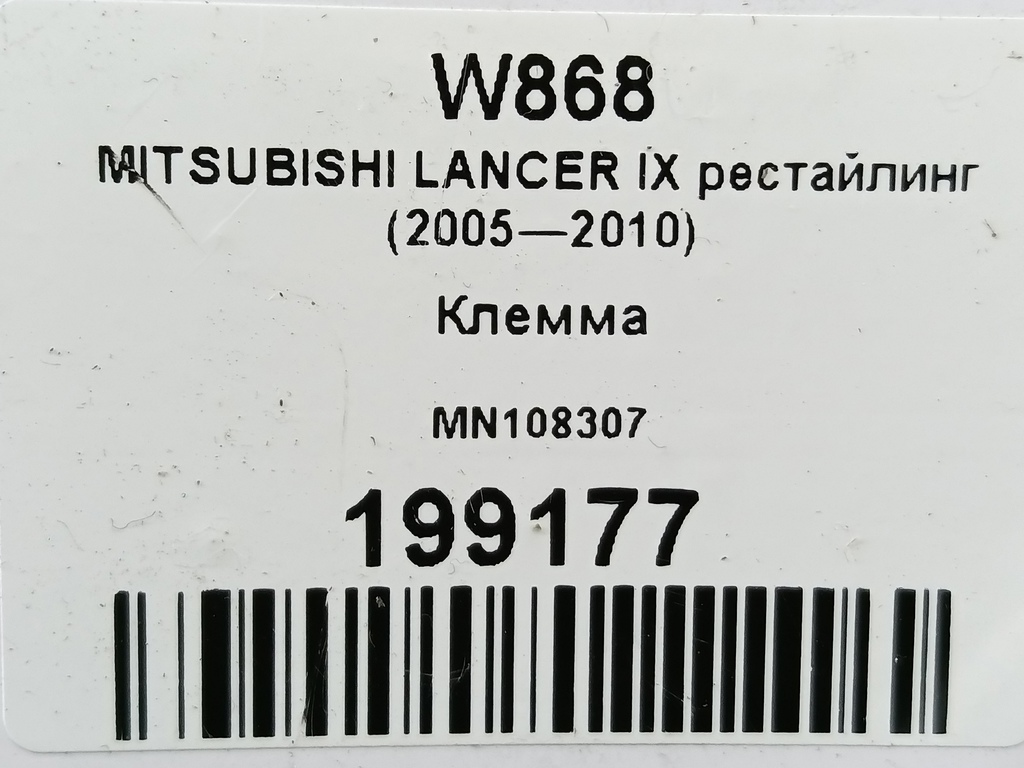 W868
MITSUBISHI LANCER IX рестайлинг
(2005—2010)
Клемма
MN108307
199177